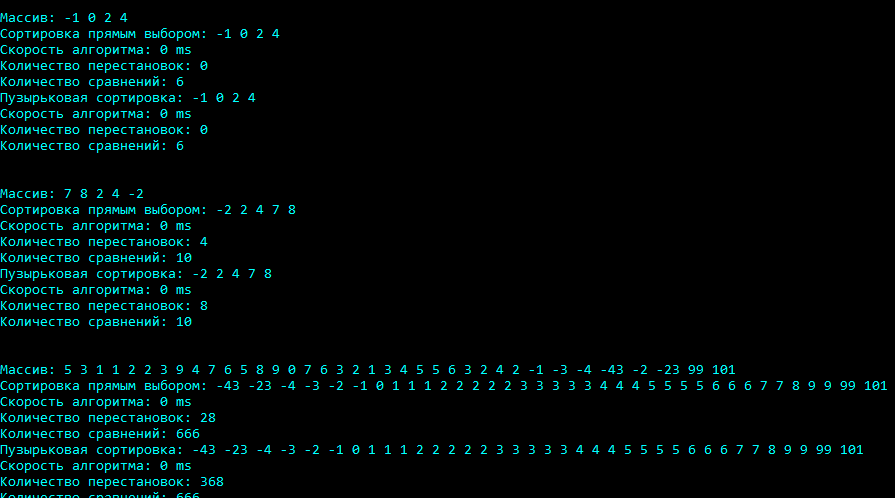 Массив: -1 0 2 4
Сортировка прямым выбором: -1 0 2 4
Скорость алгоритма: 0 ms
Количество перестановок: 0
Количество сравнений: 6
Пузырьковая сортировка: -1 0 2 4
Скорость алгоритма: 0 ms
Количество перестановок: 0
Количество сравнений: 6
Массив: 7 8 2 4 -2
Сортировка прямым выбором: -2 2 4 7 8
Скорость алгоритма: 0 ms
Количество перестановок: 4
Количество сравнений: 10
Пузырьковая сортировка: -2 2 4 7 8
Скорость алгоритма: 0 ms
Количество перестановок: 8
Количество сравнений: 10
Массив: 5 3 1 1 2 2 3 9 4 7 6 5 8 9 0 7 6 3 2 1 3 4 5 5 6 3 2 4 2 -1 -3 -4 -43 -2 -23 99 101
Сортировка прямым выбором: -43 -23 -4 -3 -2 -1 0 1 1 1 2 2 2 2 2 3 3 3 3 3 4 4 4 5 5 5 5 6 6 6 7 7 8 9 9 99 101
Скорость алгоритма: 0 ms
Количество перестановок: 28
Количество сравнений: 666
Пузырьковая сортировка: -43 -23 -4 -3 -2 -1 0 1 1 1 2 2 2 2 2 3 3 3 3 3 4 4 4 5 5 5 5 6 6 6 7 7 8 9 9 99 101
Скорость алгоритма: 0 ms
Количество перестановок: 368
Количество сравнений: 666